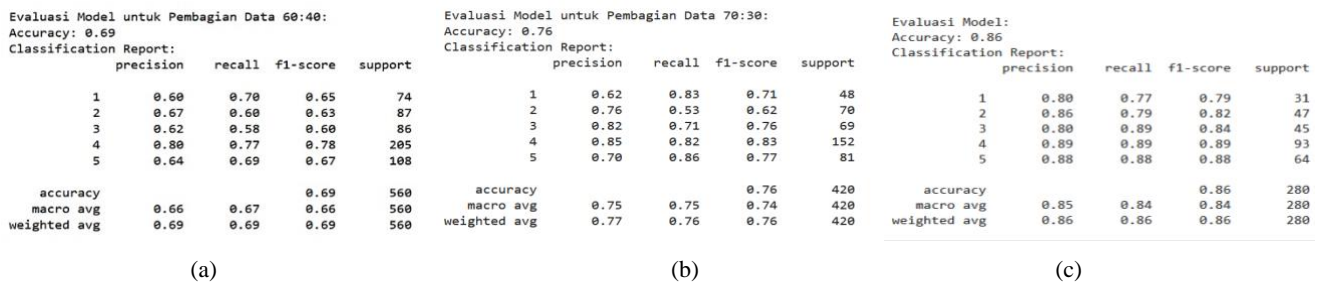 Evaluasi Model untuk Pembagian Data 60:40:
Accuracy: 0.69
Classification Report:
precision recall f1-score support
1 0.60 0.70 0.65 74
2 0.67 0.60 0.63 87
3 0.62 0.58 0.60 86
4 0.80 0.77 0.78 205
5 0.64 0.69 0.67 108
accuracy 0.69 560
macro avg 0.66 0.67 0.66 560
weighted avg 0.69 0.69 0.69 560
(a)
Evaluasi Model untuk Pembagian Data 70:30:
Accuracy: 0.76
Classification Report:
precision recall f1-score support
1 0.62 0.83 0.71 48
2 0.76 0.53 0.62 70
3 0.82 0.71 0.76 69
4 0.85 0.82 0.83 152
5 0.70 0.86 0.77 81
accuracy 0.76 420
macro avg 0.75 0.75 0.74 420
weighted avg 0.77 0.76 0.76 420
(b)
Evaluasi Model:
Accuracy: 0.86
Classification Report:
precision recall f1-score support
1 0.80 0.77 0.79 31
2 0.86 0.79 0.82 47
3 0.80 0.89 0.84 45
4 0.89 0.89 0.89 93
5 0.88 0.88 0.88 64
accuracy 0.86 280
macro avg 0.85 0.84 0.84 280
weighted avg 0.86 0.86 0.86 280
(c)